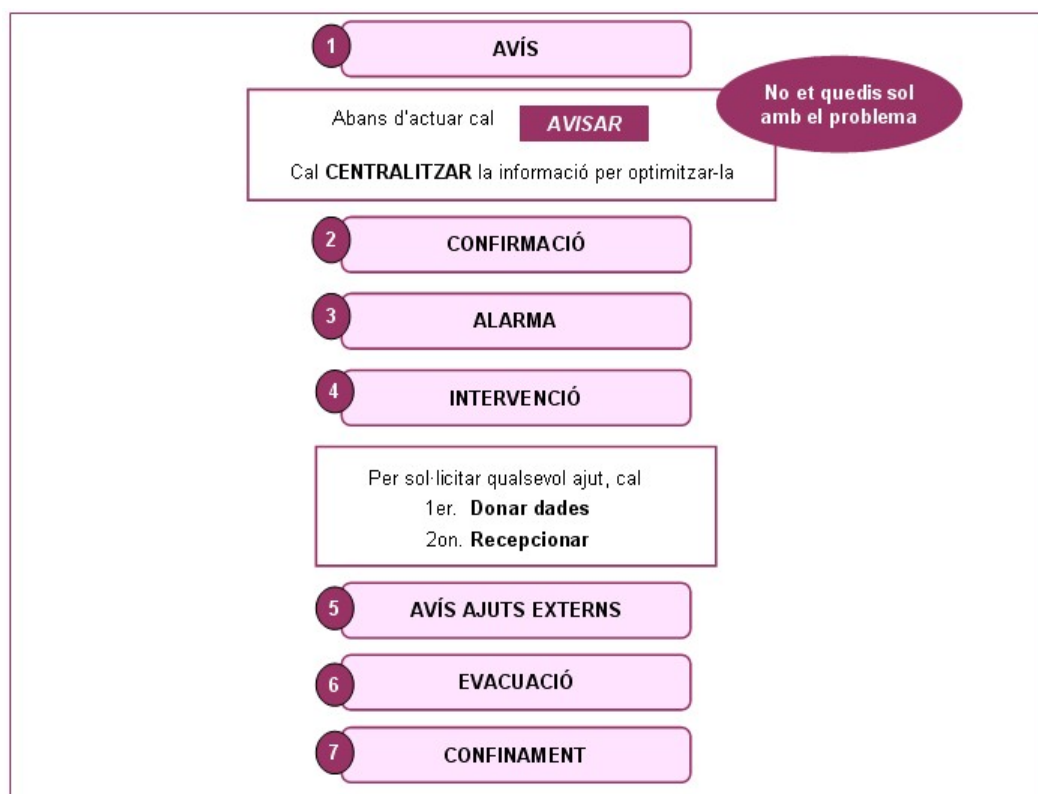 1 AVÍS
No et quedis sol
amb el problema
Abans d'actuar cal AVISAR
Cal CENTRALITZAR la informació per optimitzar-la
2 CONFIRMACIÓ
3 ALARMA
4 INTERVENCIÓ
Per sol·licitar qualsevol ajut, cal
1er. Donar dades
2on. Recepcionar
5 AVÍS AJUTS EXTERNS
6 EVACUACIÓ
7 CONFINAMENT